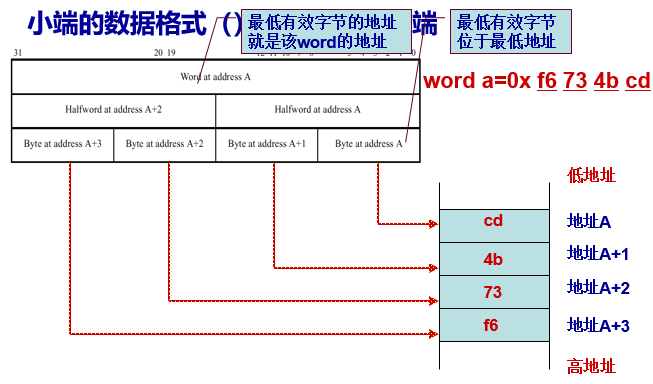 小端的数据格式（）
端
最低有效字节的地址
就是该word的地址
最低有效字节
位于最低地址
31
20 19
0
Word at address A
word a=0x f6 73 4b cd
Halfword at address A+2
Halfword at address A
Byte at address A+3
Byte at address A+2
Byte at address A+1
Byte at address A
低地址
cd
地址A
4b
地址A+1
73
地址A+2
f6
地址A+3
高地址